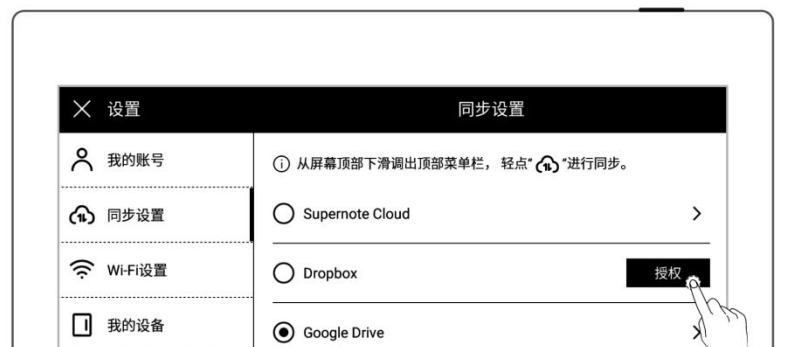 设置
同步设置
我的账号
从屏幕顶部下滑调出顶部菜单栏， 轻点“ ”进行同步。
同步设置
Supernote Cloud
Wi-Fi设置
Dropbox
授权
我的设备
Google Drive